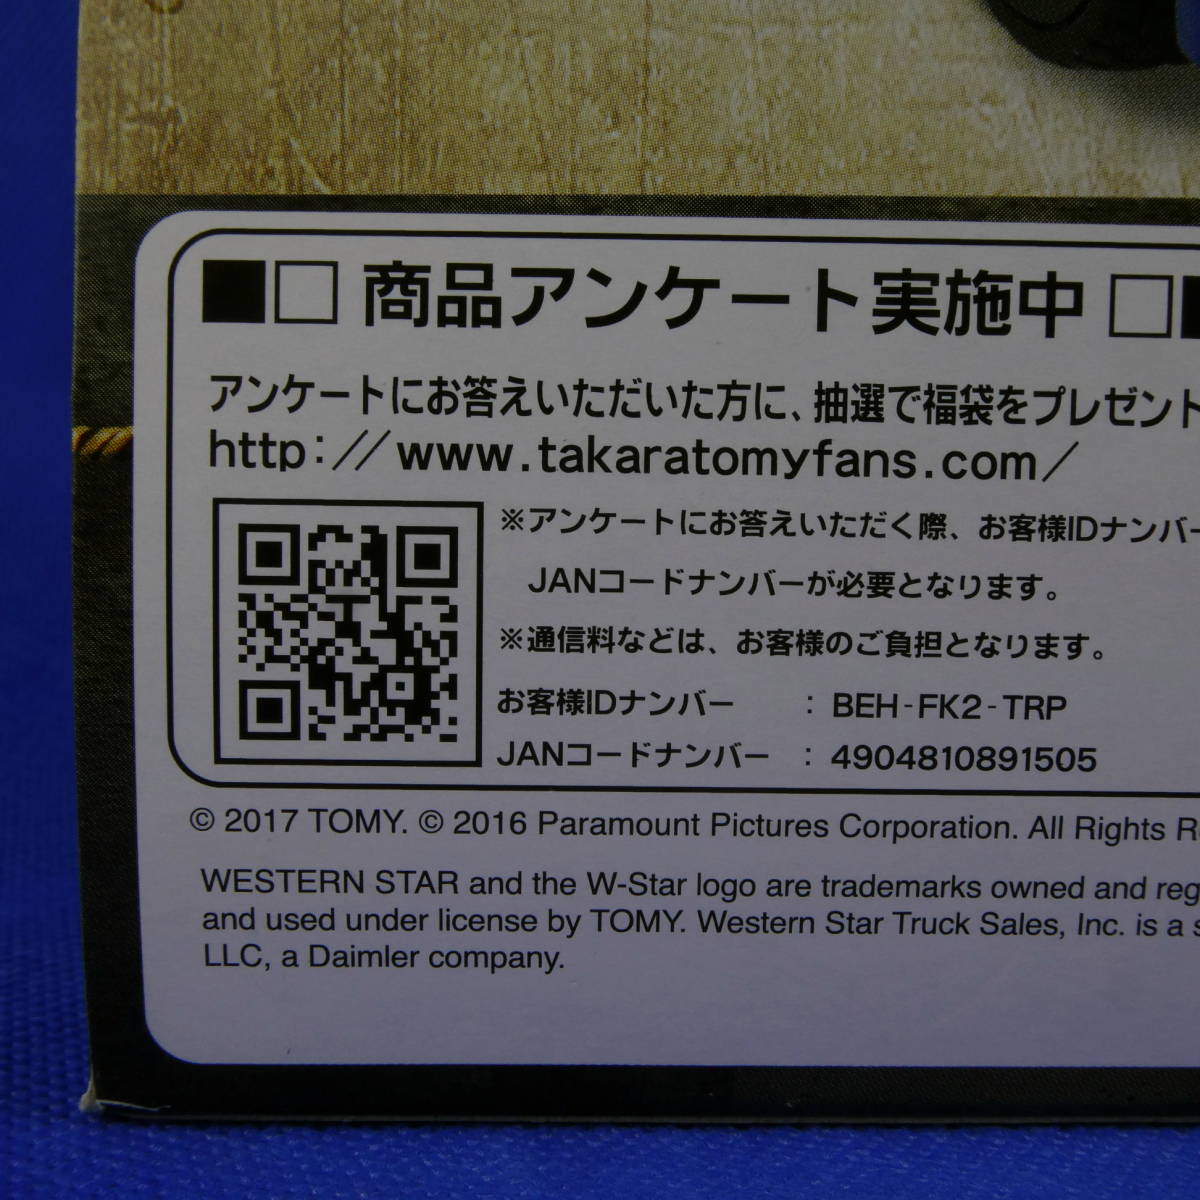 ■□ 商品アンケート実施中 □■
アンケートにお答えいただいた方に、抽選で福袋をプレゼント
http://www.takaratomyfans.com/
※アンケートにお答えいただく際、お客様IDナンバー
JANコードナンバーが必要となります。
※通信料などは、お客様のご負担となります。
お客様IDナンバー : BEH-FK2-TRP
JANコードナンバー : 4904810891505
© 2017 TOMY. © 2016 Paramount Pictures Corporation. All Rights
WESTERN STAR and the W-Star logo are trademarks owned and
and used under license by TOMY. Western Star Truck Sales, Inc. is a
LLC, a Daimler company.